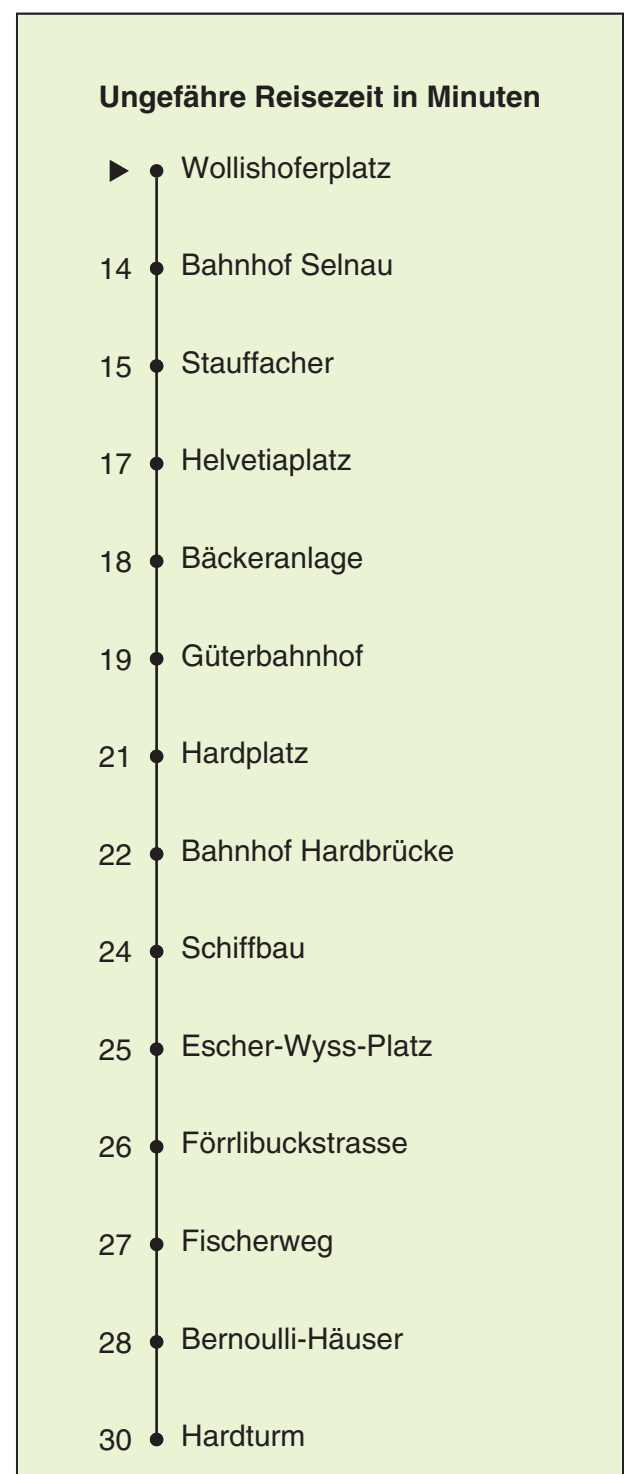 Ungefähre Reisezeit in Minuten
Wollishoferplatz
14 Bahnhof Selnau
15 Stauffacher
17 Helvetiaplatz
18 Bäckeranlage
19 Güterbahnhof
21 Hardplatz
22 Bahnhof Hardbrücke
24 Schiffbau
25 Escher-Wyss-Platz
26 Förrlibuckstrasse
27 Fischerweg
28 Bernoulli-Häuser
30 Hardturm